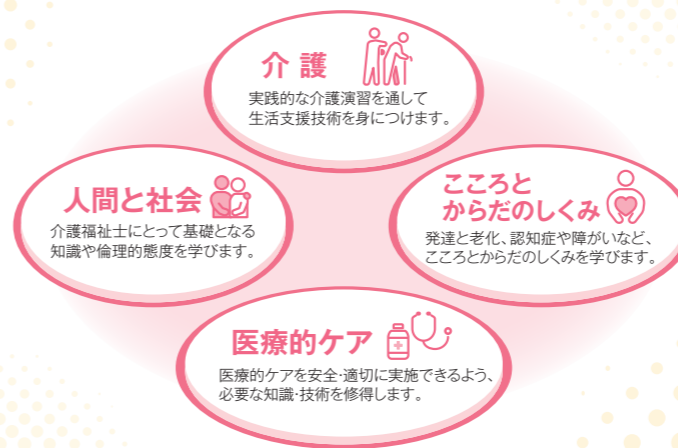 介 護
実践的な介護演習を通して
生活支援技術を身につけます。
人間と社会
介護福祉士にとって基礎となる
知識や倫理的態度を学びます。
こころと
からだのしくみ
発達と老化、認知症や障がいなど、
こころとからだのしくみを学びます。
医療的ケア
医療的ケアを安全·適切に実施できるよう、
必要な知識·技術を修得します。